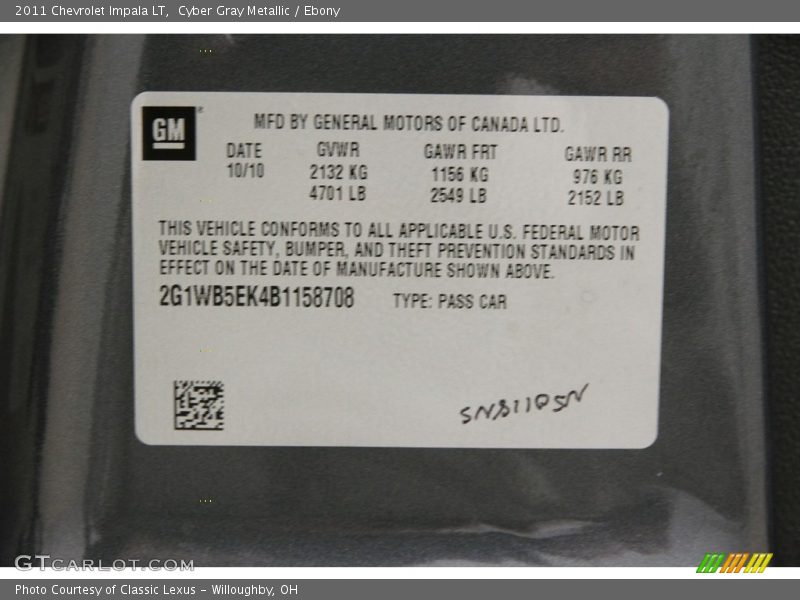 2011 Chevrolet Impala LT, Cyber Gray Metallic / Ebony
GM®
MFD BY GENERAL MOTORS OF CANADA LTD.
DATE GVWR GAWR FRT GAWR RR
10/10 2132 KG 1156 KG 976 KG
4701 LB 2549 LB 2152 LB
THIS VEHICLE CONFORMS TO ALL APPLICABLE U.S. FEDERAL MOTOR
VEHICLE SAFETY, BUMPER, AND THEFT PREVENTION STANDARDS IN
EFFECT ON THE DATE OF MANUFACTURE SHOWN ABOVE.
2G1WB5EK4B1158708 TYPE: PASS CAR
GTCARLOT.COM
Photo Courtesy of Classic Lexus - Willoughby, OH